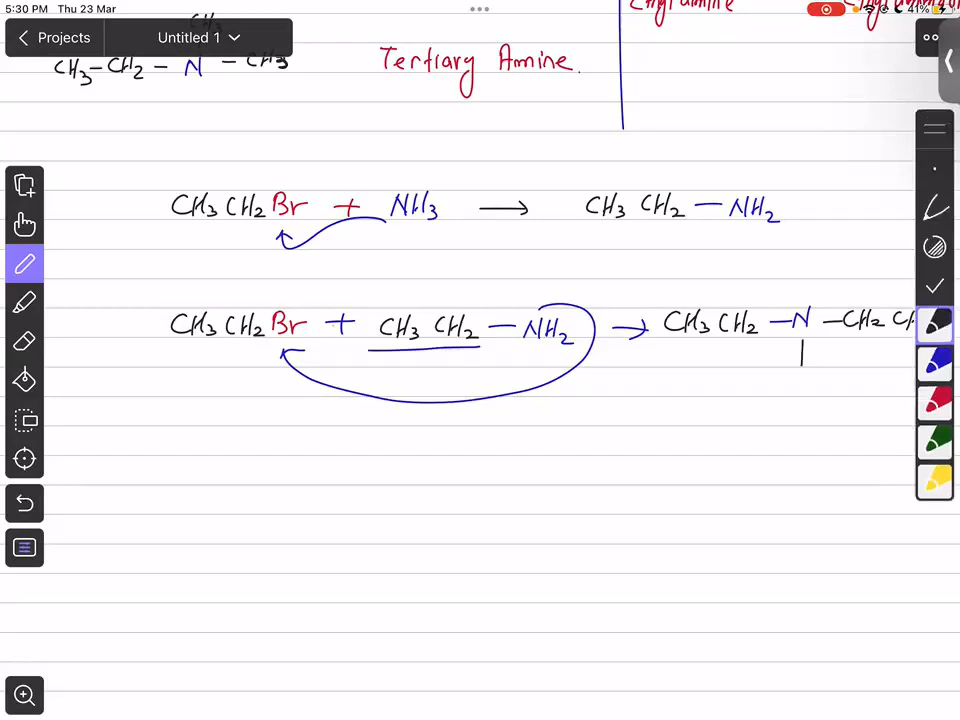 5:30 PM Thu 23 Mar
41%
Projects
Untitled 1
CH3–CH2 – N – CH3
Tertiary Amine.
CH3 CH2 Br + NH3 ⟶ CH3 CH2 – NH2
CH3 CH2 Br + CH3 CH2 – NH2 → CH3 CH2 – N – CH2